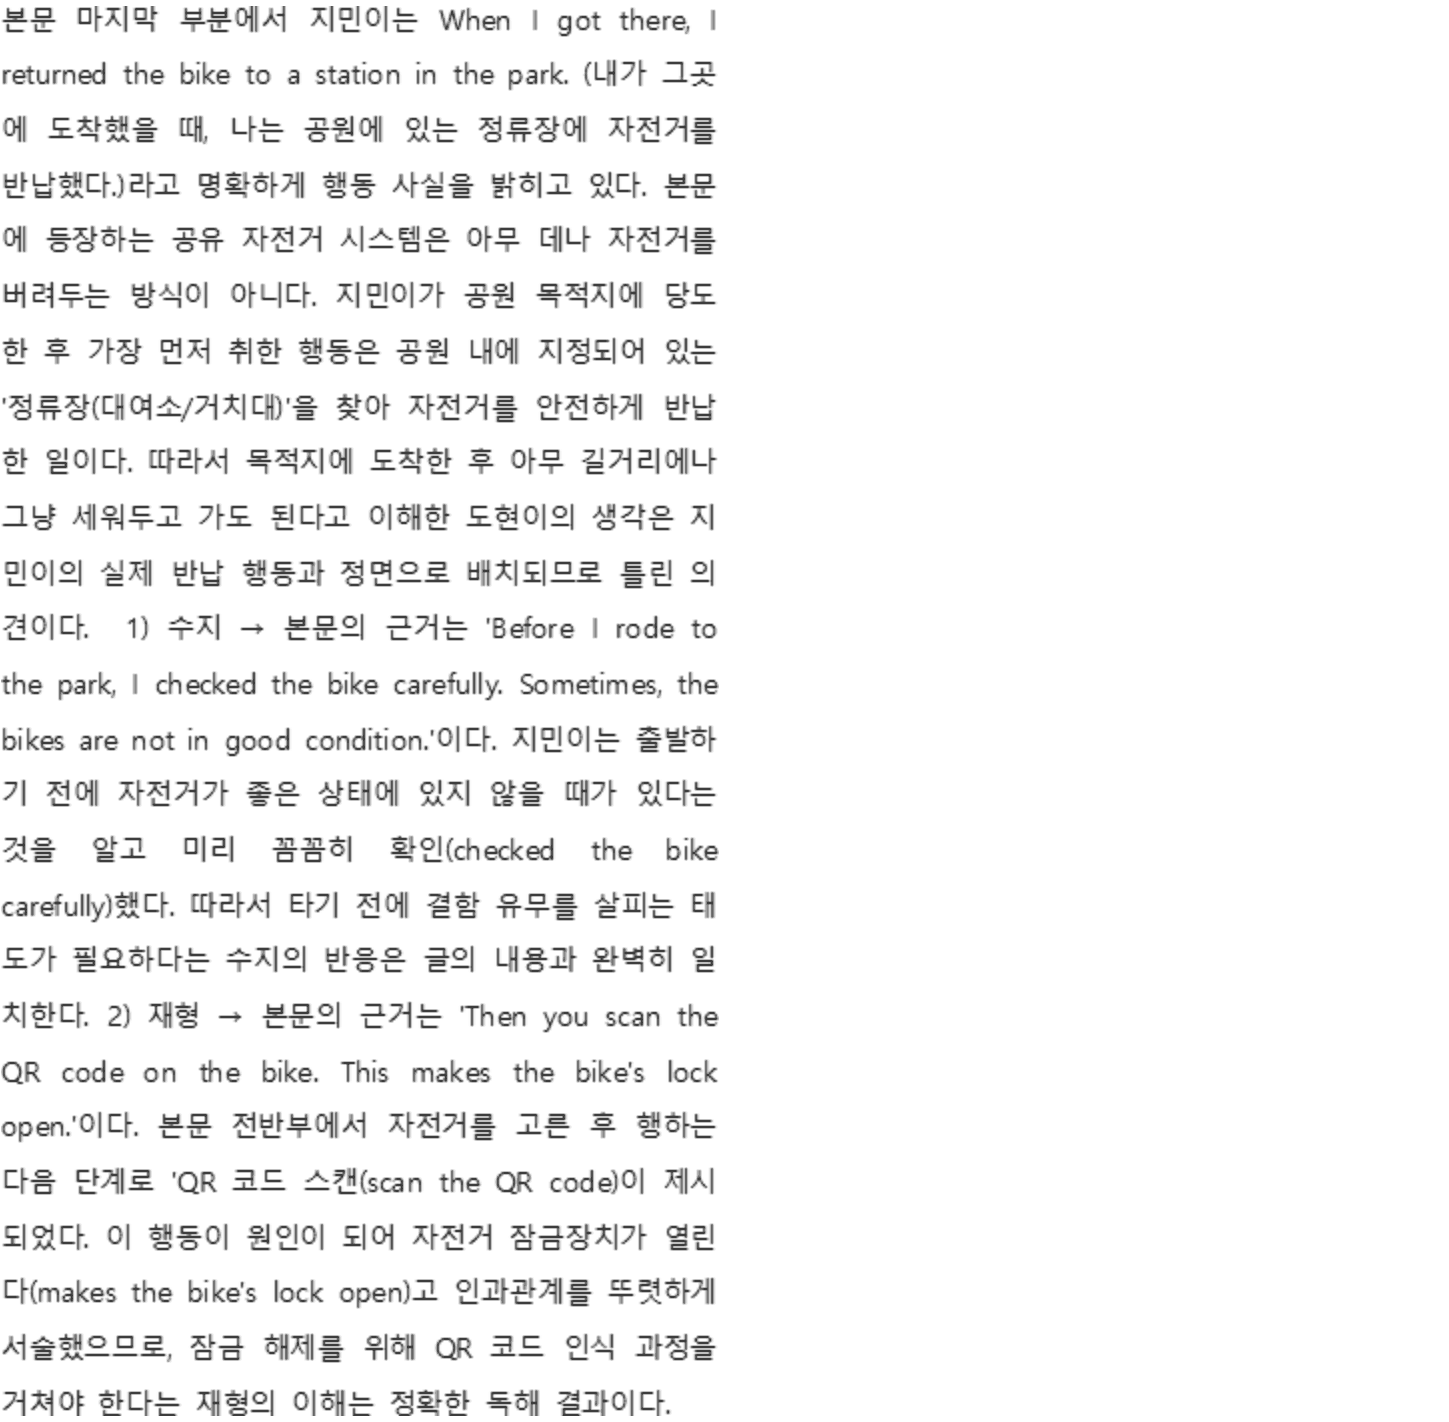 본문 마지막 부분에서 지민이는 When I got there, I
returned the bike to a station in the park. (내가 그곳
에 도착했을 때, 나는 공원에 있는 정류장에 자전거를
반납했다.)라고 명확하게 행동 사실을 밝히고 있다. 본문
에 등장하는 공유 자전거 시스템은 아무 데나 자전거를
버려두는 방식이 아니다. 지민이가 공원 목적지에 당도
한 후 가장 먼저 취한 행동은 공원 내에 지정되어 있는
'정류장(대여소/거치대)'을 찾아 자전거를 안전하게 반납
한 일이다. 따라서 목적지에 도착한 후 아무 길거리에나
그냥 세워두고 가도 된다고 이해한 도현이의 생각은 지
민이의 실제 반납 행동과 정면으로 배치되므로 틀린 의
견이다. 1) 수지 → 본문의 근거는 'Before I rode to
the park, I checked the bike carefully. Sometimes, the
bikes are not in good condition.'이다. 지민이는 출발하
기 전에 자전거가 좋은 상태에 있지 않을 때가 있다는
것을 알고 미리 꼼꼼히 확인(checked the bike
carefully)했다. 따라서 타기 전에 결함 유무를 살피는 태
도가 필요하다는 수지의 반응은 글의 내용과 완벽히 일
치한다. 2) 재형 → 본문의 근거는 'Then you scan the
QR code on the bike. This makes the bike's lock
open.'이다. 본문 전반부에서 자전거를 고른 후 행하는
다음 단계로 'QR 코드 스캔(scan the QR code)이 제시
되었다. 이 행동이 원인이 되어 자전거 잠금장치가 열린
다(makes the bike's lock open)고 인과관계를 뚜렷하게
서술했으므로, 잠금 해제를 위해 QR 코드 인식 과정을
거쳐야 한다는 재형의 이해는 정확한 독해 결과이다.